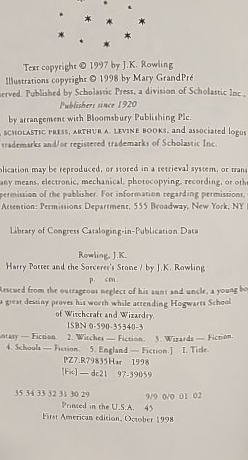 Text copyright © 1997 by J.K. Rowling
Illustrations copyright © 1998 by Mary GrandPré
erved. Published by Scholastic Press, a division of Scholastic Inc.,
Publishers since 1920
by arrangement with Bloomsbury Publishing Plc.
, SCHOLASTIC PRESS, ARTHUR A. LEVINE BOOKS, and associated logos
trademarks and/or registered trademarks of Scholastic Inc.
blication may be reproduced, or stored in a retrieval system, or trans
any means, electronic, mechanical, photocopying, recording, or othe
permission of the publisher. For information regarding permissions,
Attention: Permissions Department, 555 Broadway, New York, NY
Library of Congress Cataloging-in-Publication Data
Rowling, J.K.
Harry Potter and the Sorcerer's Stone / by J.K. Rowling
p. cm.
Rescued from the outrageous neglect of his aunt and uncle, a young bo
a great destiny proves his worth while attending Hogwarts School
of Witchcraft and Wizardry.
ISBN 0-590-35340-3
ntasy — Fiction. 2. Witches — Fiction. 3. Wizards — Fiction.
4. Schools — Fiction. 5. England — Fiction.] I. Title.
PZ7.R79835Har 1998
[Fic] — dc21 97-39059
35 34 33 32 31 30 29 9/9 0/0 01 02
Printed in the U.S.A. 45
First American edition, October 1998